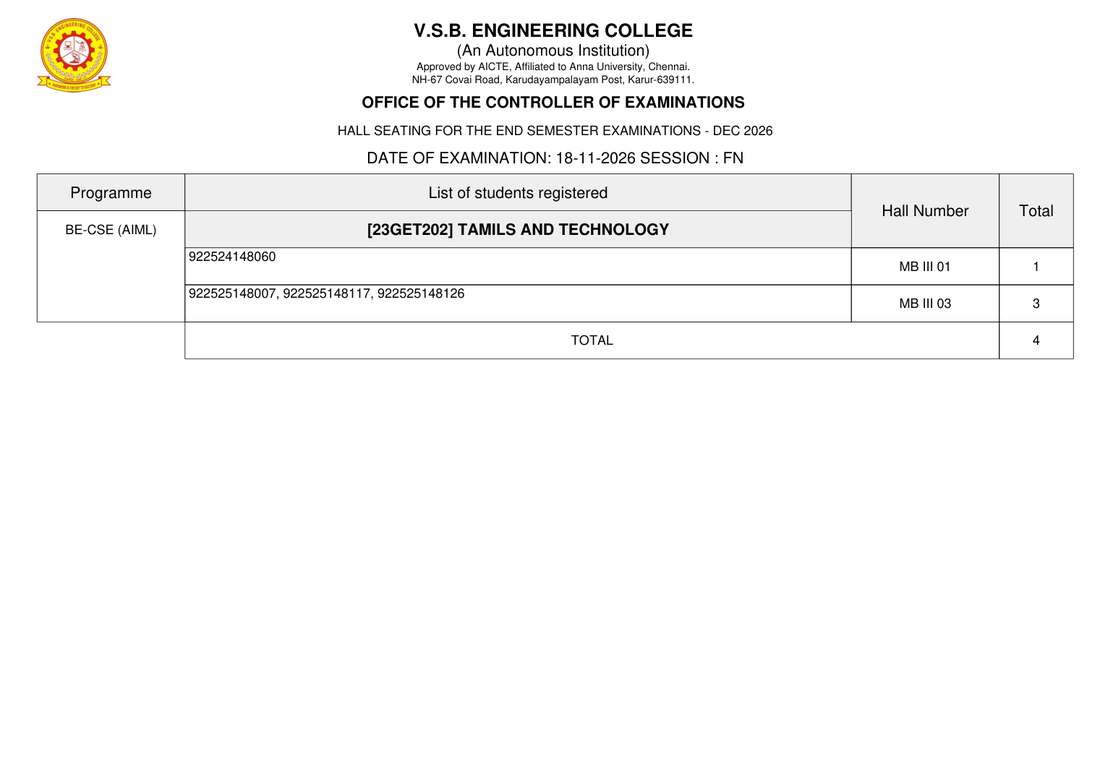 V.S.B. ENGINEERING COLLEGE
(An Autonomous Institution)
Approved by AICTE, Affiliated to Anna University, Chennai.
NH-67 Covai Road, Karudayampalayam Post, Karur-639111.
OFFICE OF THE CONTROLLER OF EXAMINATIONS
HALL SEATING FOR THE END SEMESTER EXAMINATIONS - DEC 2026
DATE OF EXAMINATION: 18-11-2026 SESSION : FN
Programme List of students registered Hall Number Total
BE-CSE (AIML) [23GET202] TAMILS AND TECHNOLOGY
922524148060 MB III 01 1
922525148007, 922525148117, 922525148126 MB III 03 3
TOTAL 4